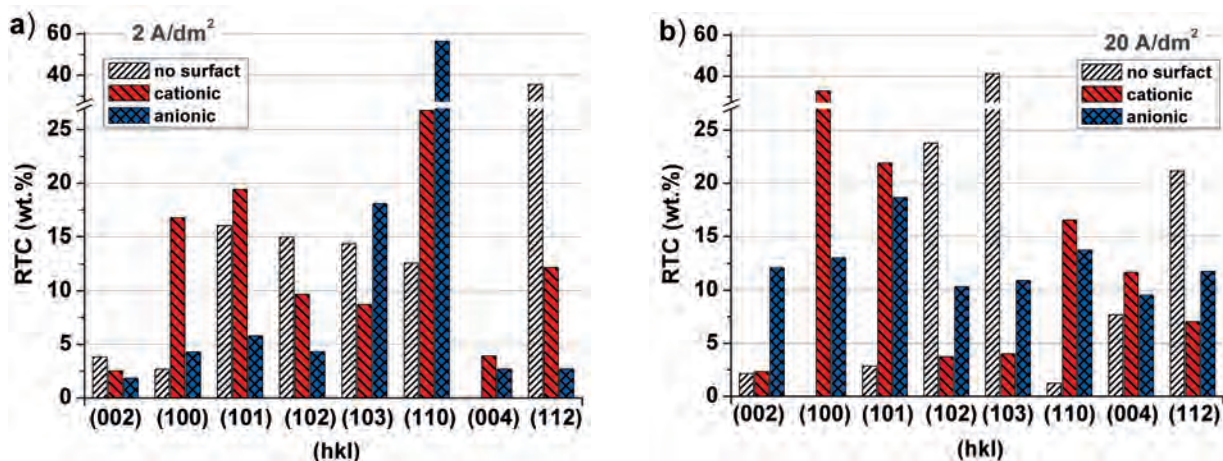 a) 2 A/dm²
60
40
25
20
15
10
5
0
RTC (wt.%)
no surfact
cationic
anionic
(002) (100) (101) (102) (103) (110) (004) (112)
(hkl)
b) 20 A/dm²
60
40
25
20
15
10
5
0
RTC (wt.%)
no surfact
cationic
anionic
(002) (100) (101) (102) (103) (110) (004) (112)
(hkl)